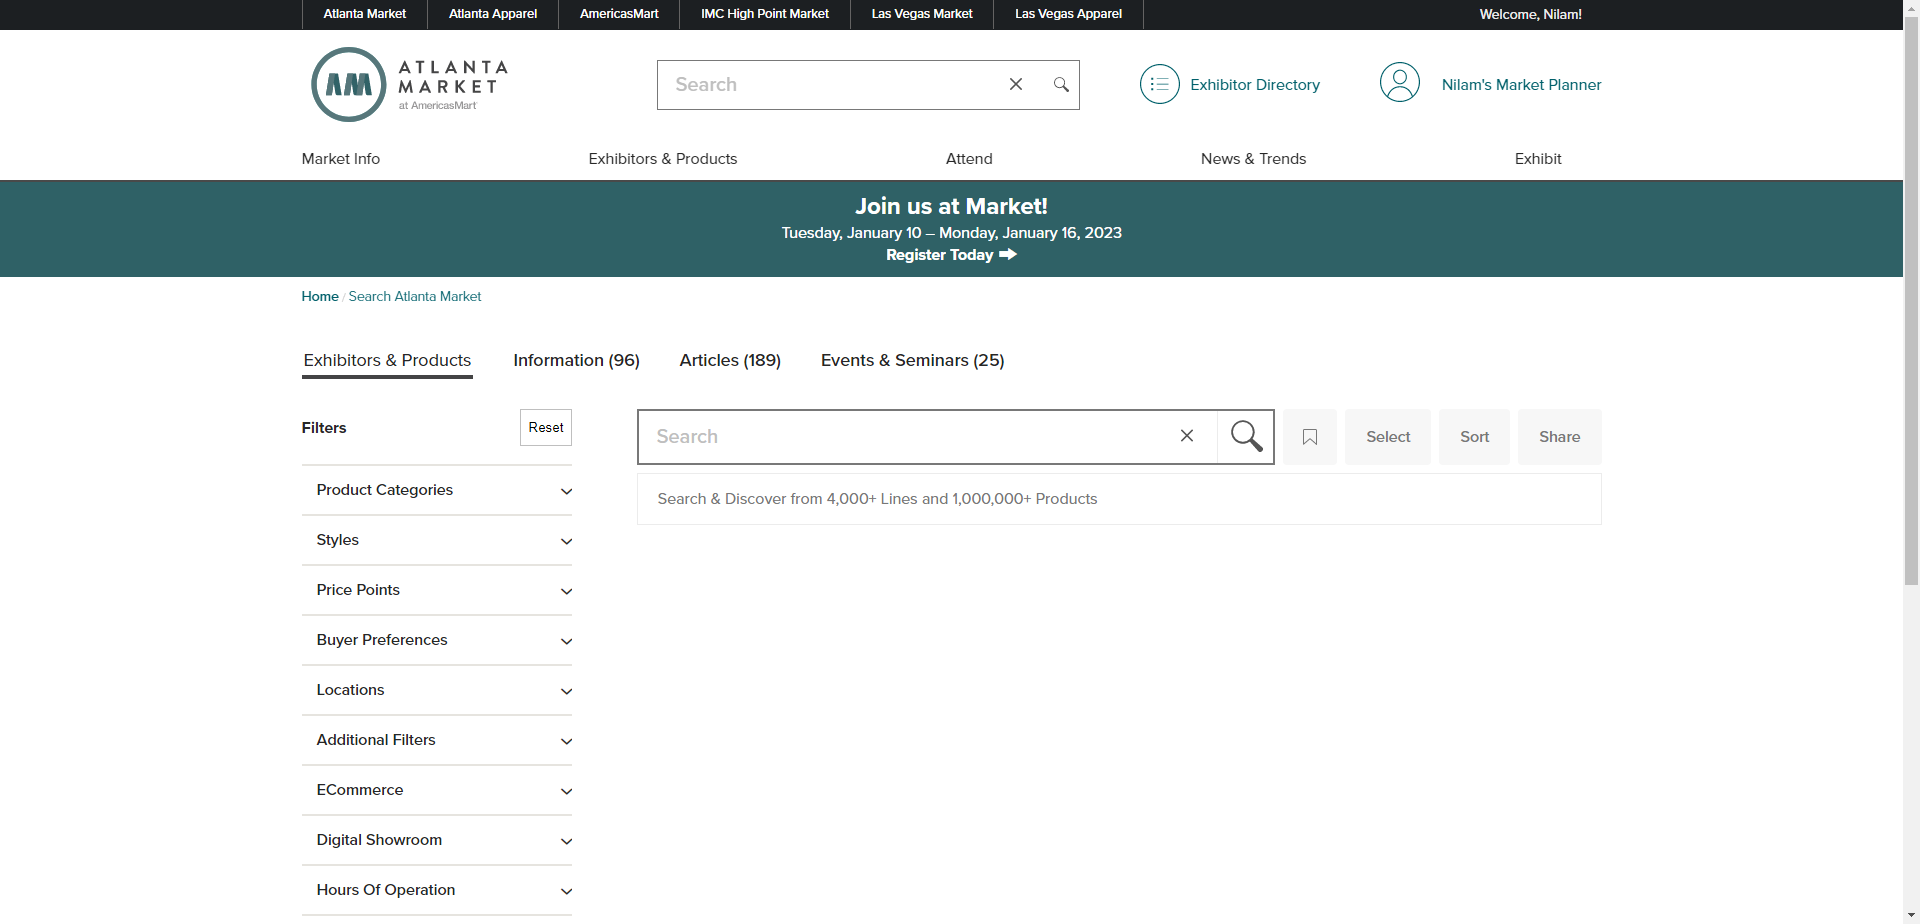 Atlanta Market
Atlanta Apparel
AmericasMart
IMC High Point Market
Las Vegas Market
Las Vegas Apparel
Welcome, Nilam!
AM
ATLANTA
MARKET
at AmericasMart
Search
Exhibitor Directory
Nilam's Market Planner
Market Info
Exhibitors & Products
Attend
News & Trends
Exhibit
Join us at Market!
Tuesday, January 10 – Monday, January 16, 2023
Register Today
Home / Search Atlanta Market
Exhibitors & Products
Information (96)
Articles (189)
Events & Seminars (25)
Filters
Reset
Search
Select
Sort
Share
Search & Discover from 4,000+ Lines and 1,000,000+ Products
Product Categories
Styles
Price Points
Buyer Preferences
Locations
Additional Filters
ECommerce
Digital Showroom
Hours Of Operation